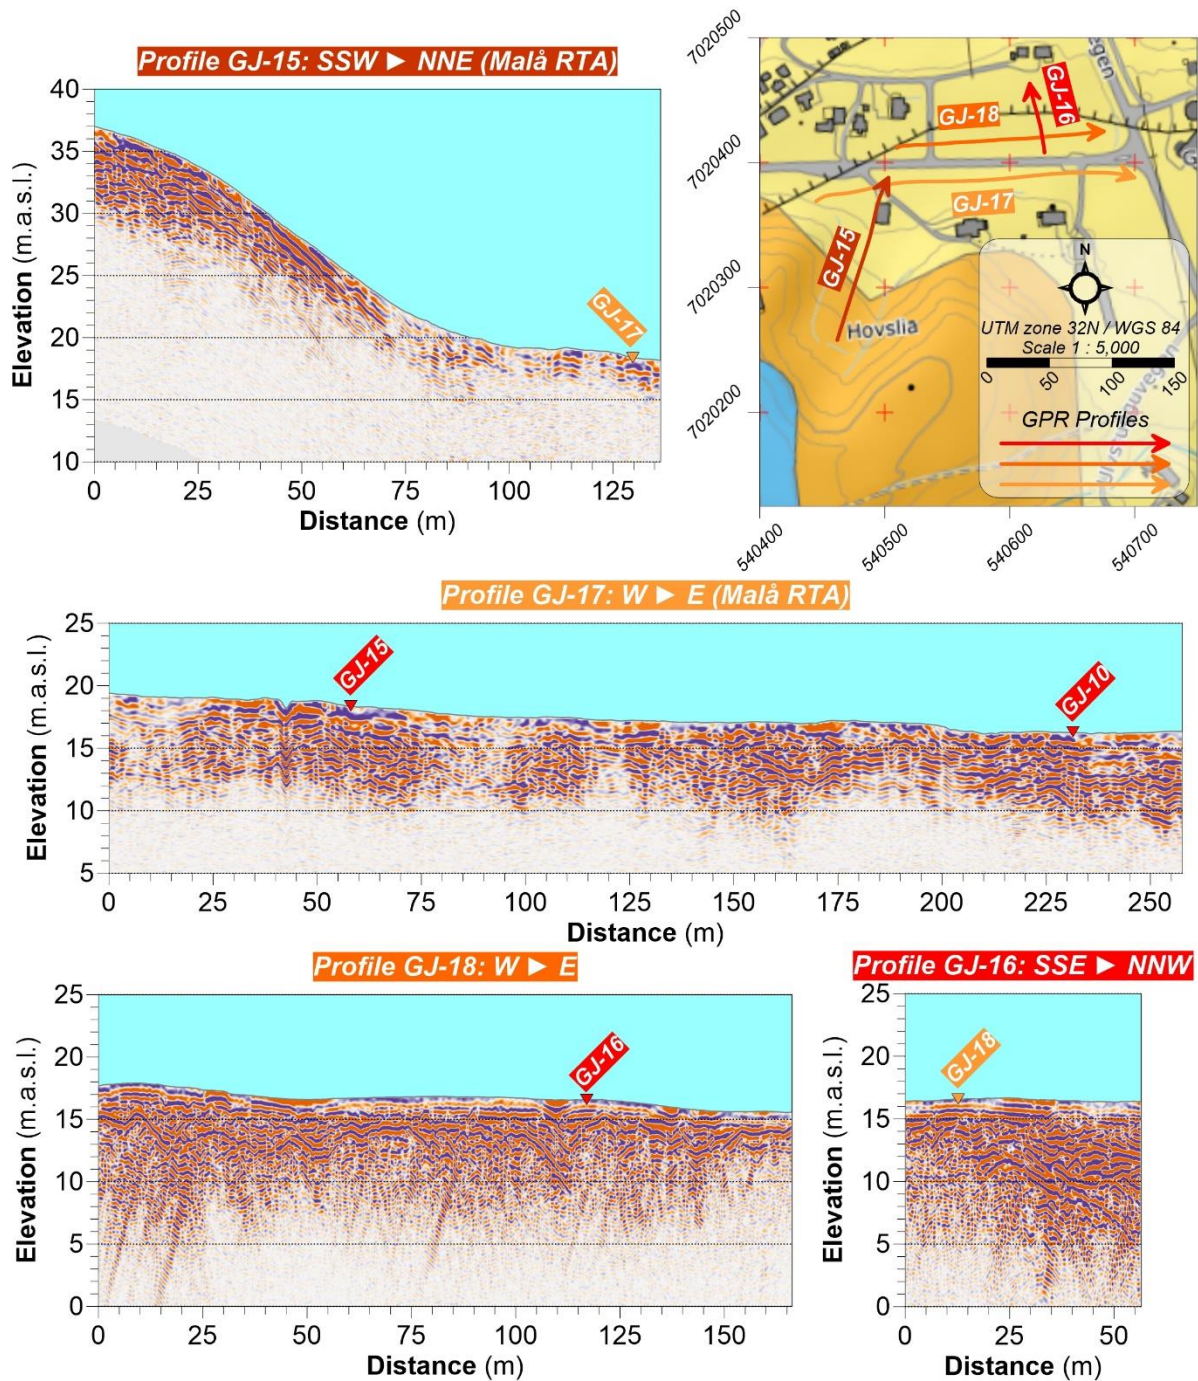 Profile GJ-15: SSW ► NNE (Malå RTA)
40
35
30
25
20
15
10
Elevation (m.a.s.l.)
GJ-17
0
25
50
75
100
125
Distance (m)
7020500
7020400
7020300
7020200
540400
540500
540600
540700
GJ-18
GJ-16
GJ-17
GJ-15
Hovslia
N
UTM zone 32N / WGS 84
Scale 1 : 5,000
0
50
100
150
GPR Profiles
Profile GJ-17: W ► E (Malå RTA)
25
20
15
10
5
Elevation (m.a.s.l.)
GJ-15
GJ-10
0
25
50
75
100
125
150
175
200
225
250
Distance (m)
Profile GJ-18: W ► E
25
20
15
10
5
0
Elevation (m.a.s.l.)
GJ-16
0
25
50
75
100
125
150
Distance (m)
Profile GJ-16: SSE ► NNW
25
20
15
10
5
0
Elevation (m.a.s.l.)
GJ-18
0
25
50
Distance (m)